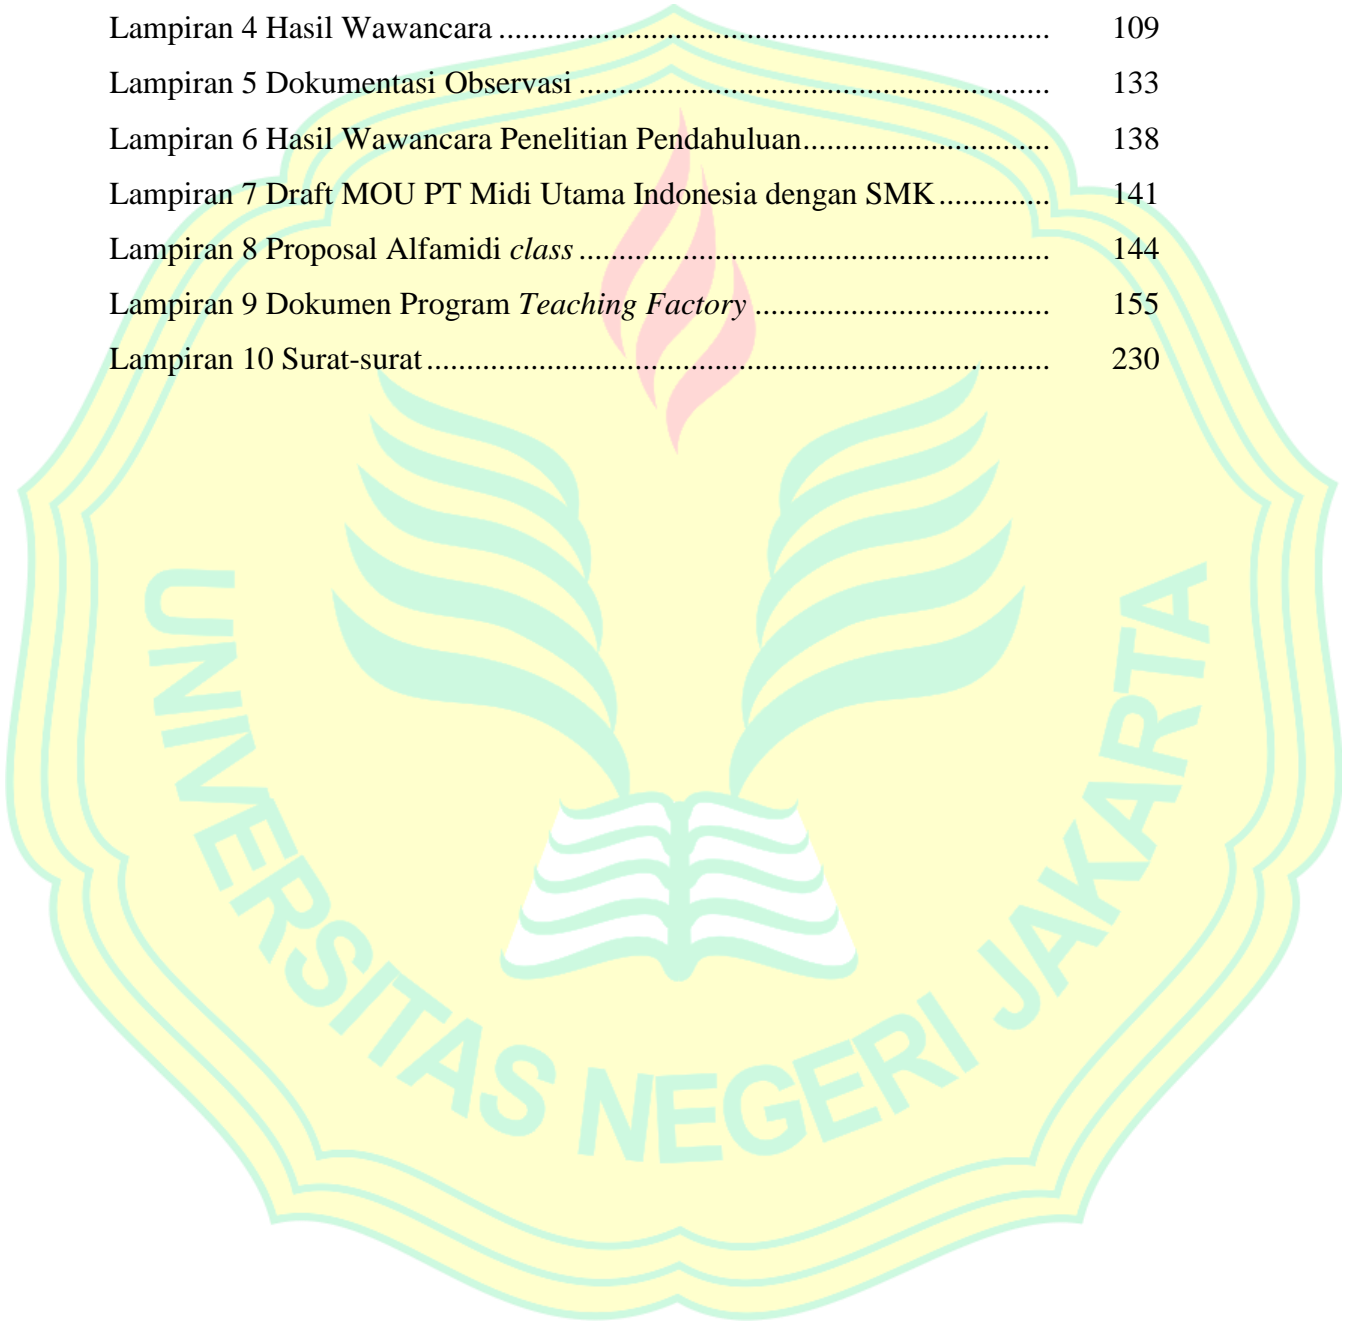 Lampiran 4 Hasil Wawancara ..................................................................... 109
Lampiran 5 Dokumentasi Observasi ........................................................... 133
Lampiran 6 Hasil Wawancara Penelitian Pendahuluan............................... 138
Lampiran 7 Draft MOU PT Midi Utama Indonesia dengan SMK .............. 141
Lampiran 8 Proposal Alfamidi class ........................................................... 144
Lampiran 9 Dokumen Program Teaching Factory ..................................... 155
Lampiran 10 Surat-surat .............................................................................. 230
UNIVERSITAS NEGERI JAKARTA